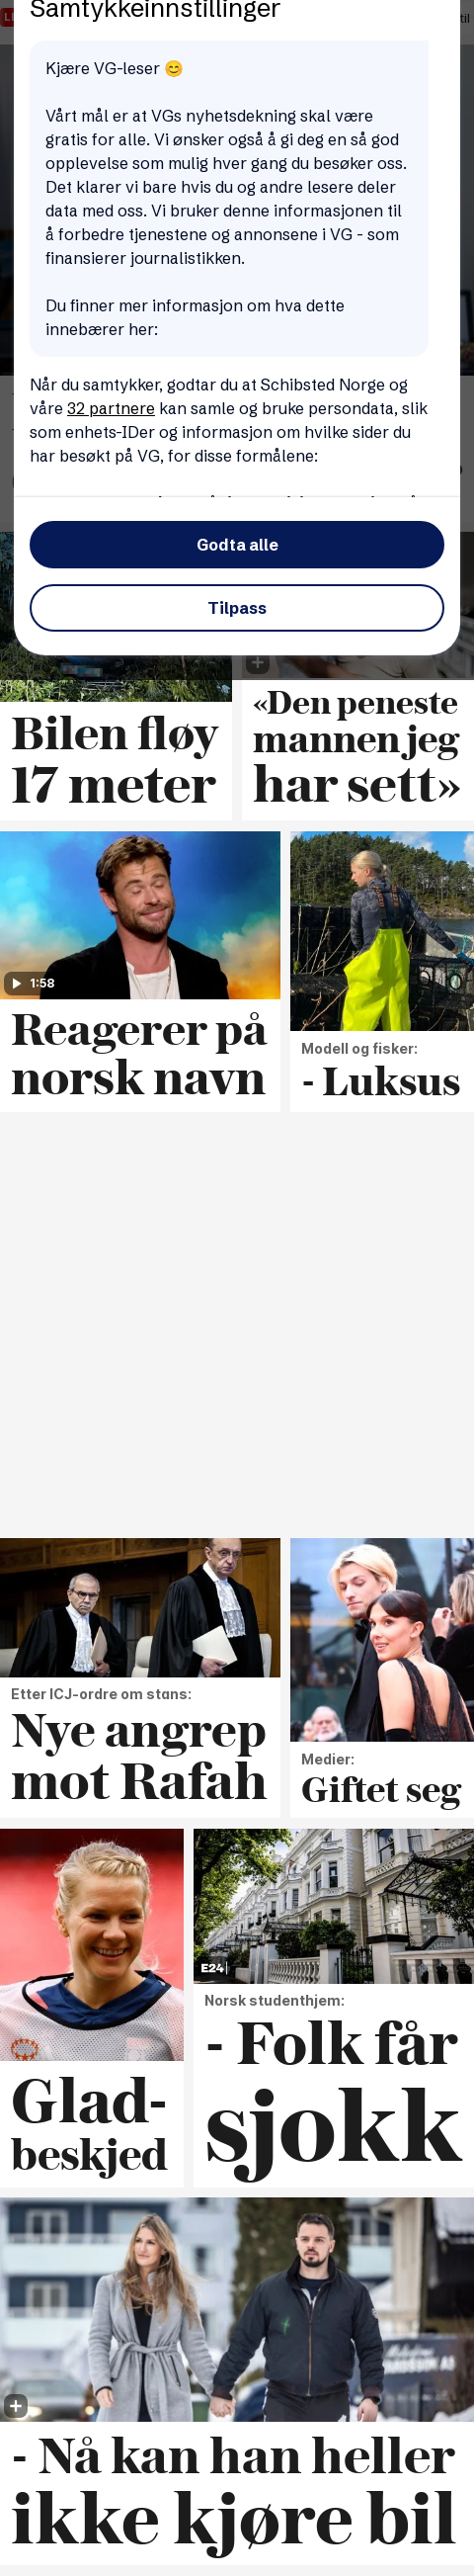 Samtykkeinnstillinger
til
Kjære VG-leser 😊
Vårt mål er at VGs nyhetsdekning skal være
gratis for alle. Vi ønsker også å gi deg en så god
opplevelse som mulig hver gang du besøker oss.
Det klarer vi bare hvis du og andre lesere deler
data med oss. Vi bruker denne informasjonen til
å forbedre tjenestene og annonsene i VG - som
finansierer journalistikken.
Du finner mer informasjon om hva dette
innebærer her:
Når du samtykker, godtar du at Schibsted Norge og
våre 32 partnere kan samle og bruke persondata, slik
som enhets-IDer og informasjon om hvilke sider du
har besøkt på VG, for disse formålene:
Godta alle
Tilpass
Bilen fløy
17 meter
«Den peneste
mannen jeg
har sett»
1:58
Reagerer på
norsk navn
Modell og fisker:
- Luksus
Etter ICJ-ordre om stans:
Nye angrep
mot Rafah
Medier:
Giftet seg
Glad-
beskjed
E24
Norsk studenthjem:
- Folk får
sjokk
- Nå kan han heller
ikke kjøre bil